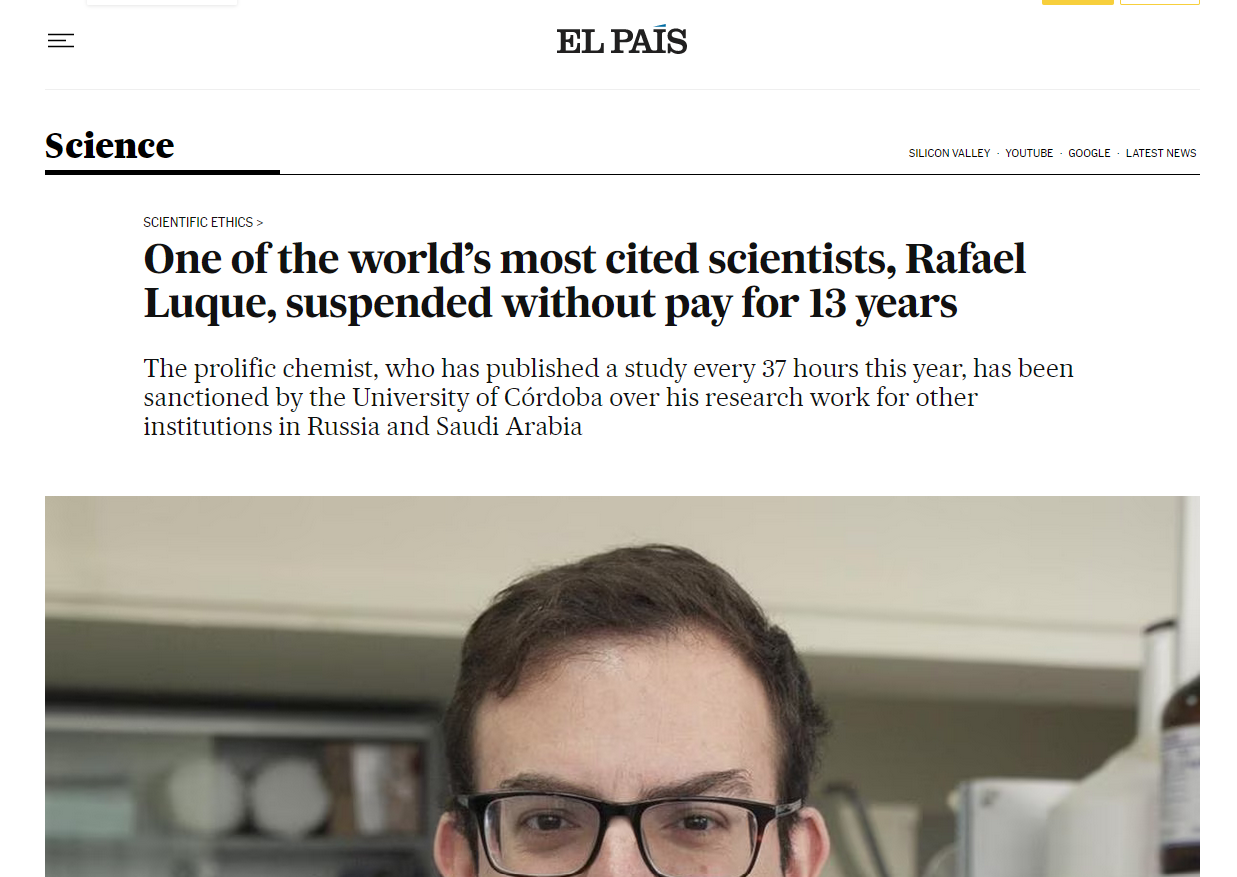 EL PAÍS
Science
SILICON VALLEY · YOUTUBE · GOOGLE · LATEST NEWS
SCIENTIFIC ETHICS >
One of the world’s most cited scientists, Rafael
Luque, suspended without pay for 13 years
The prolific chemist, who has published a study every 37 hours this year, has been
sanctioned by the University of Córdoba over his research work for other
institutions in Russia and Saudi Arabia